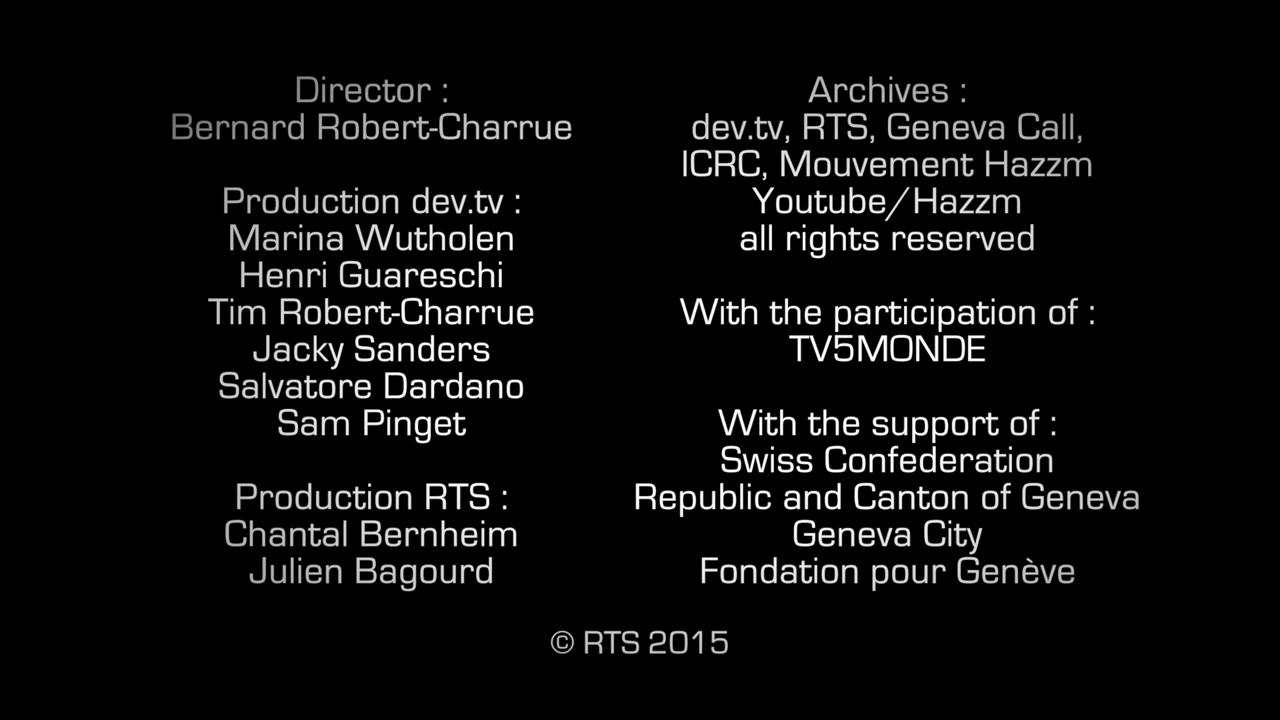 Director :
Bernard Robert-Charrue
Production dev.tv :
Marina Wutholen
Henri Guareschi
Tim Robert-Charrue
Jacky Sanders
Salvatore Dardano
Sam Pinget
Production RTS :
Chantal Bernheim
Julien Bagourd
Archives :
dev.tv, RTS, Geneva Call,
ICRC, Mouvement Hazzm
Youtube/Hazzm
all rights reserved
With the participation of :
TV5MONDE
With the support of :
Swiss Confederation
Republic and Canton of Geneva
Geneva City
Fondation pour Genève
© RTS 2015